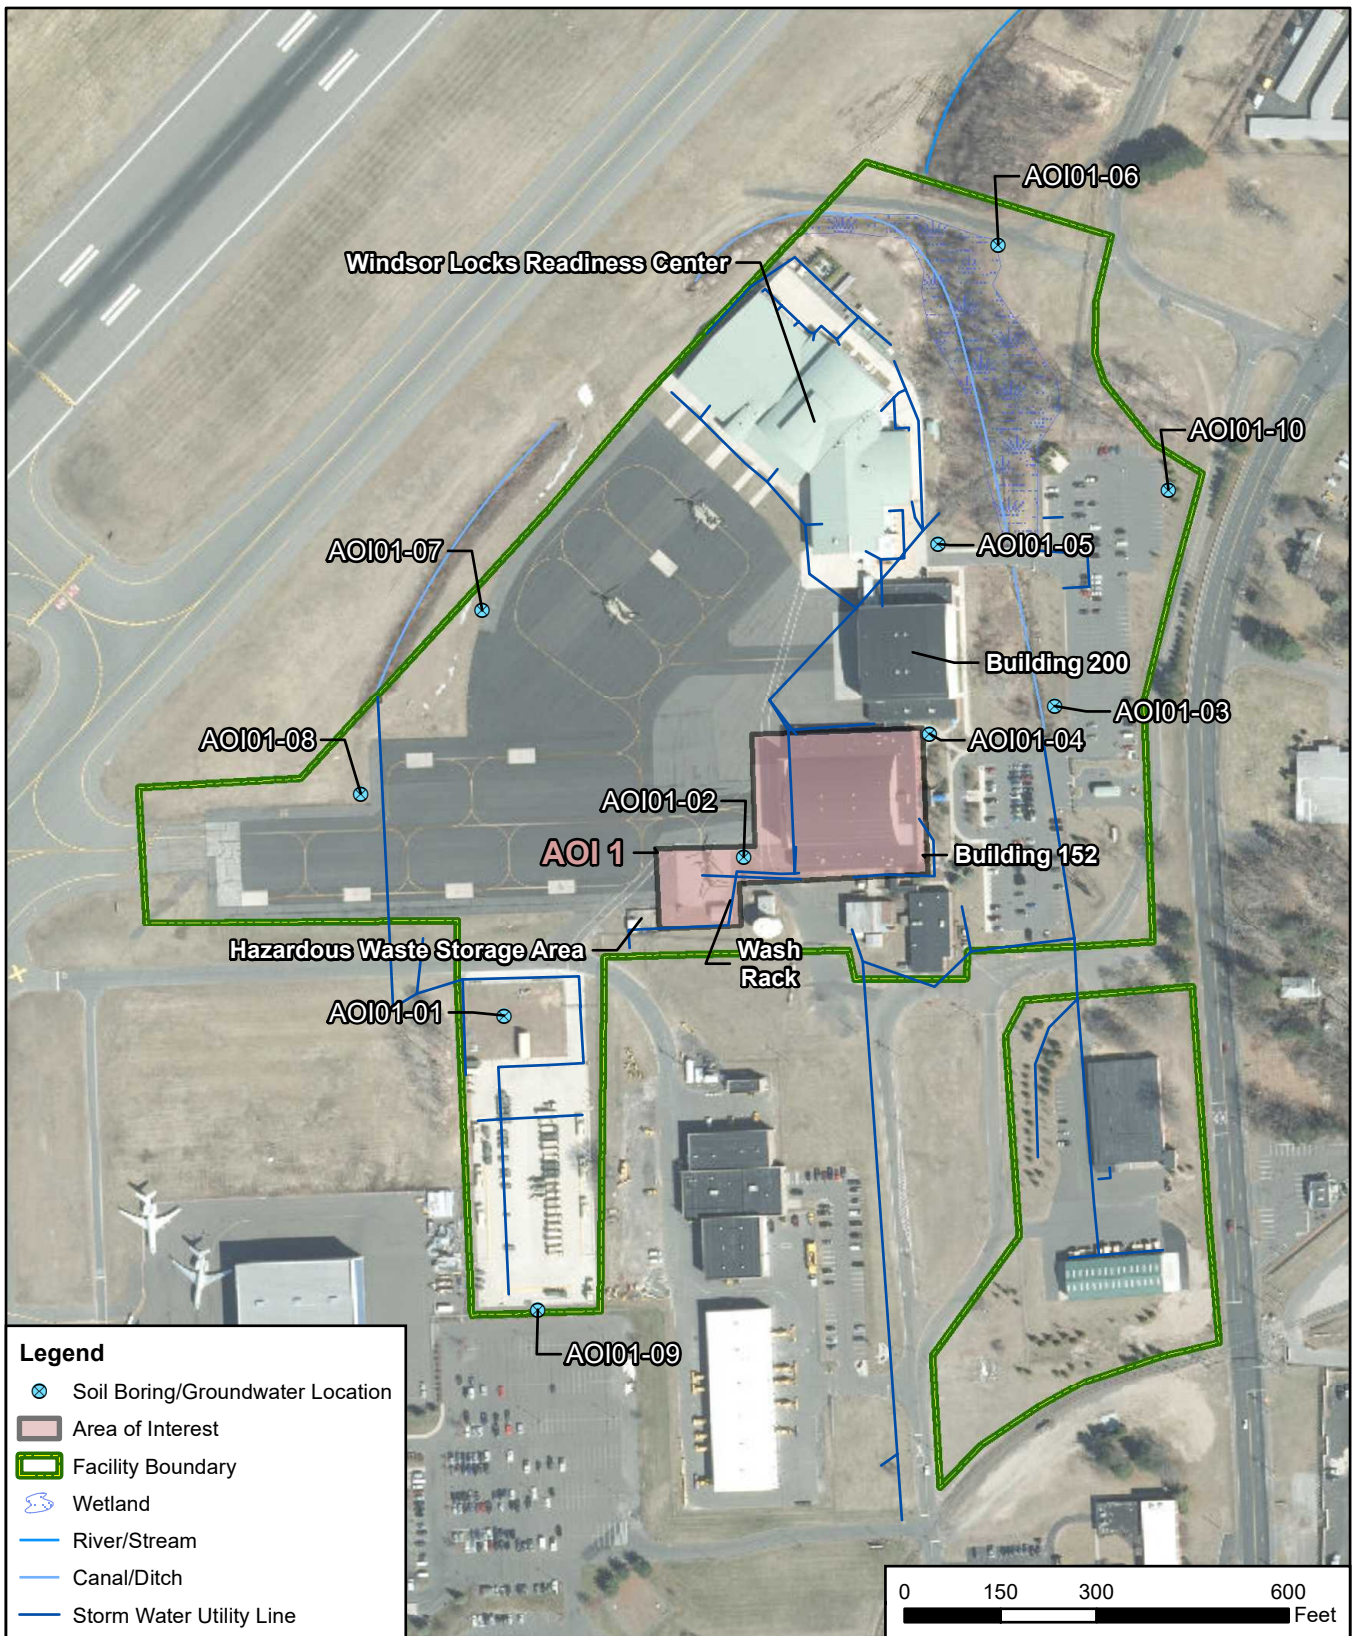 AOI01-06
Windsor Locks Readiness Center
AOI01-10
AOI01-07
AOI01-05
Building 200
AOI01-03
AOI01-08
AOI01-04
AOI01-02
AOI 1
Building 152
Hazardous Waste Storage Area
Wash
Rack
AOI01-01
AOI01-09
Legend
Soil Boring/Groundwater Location
Area of Interest
Facility Boundary
Wetland
River/Stream
Canal/Ditch
Storm Water Utility Line
0 150 300 600
Feet